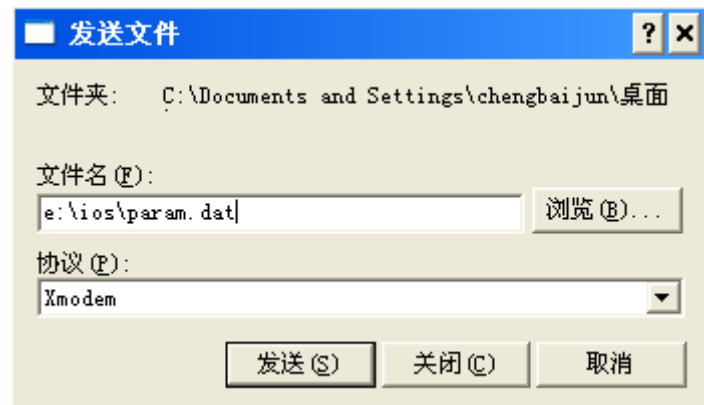 发送文件
文件夹: C:\Documents and Settings\chengbaijun\桌面
文件名(F):
e:\ios\param.dat
浏览(B)...
协议(P):
Xmodem
发送(S) 关闭(C) 取消